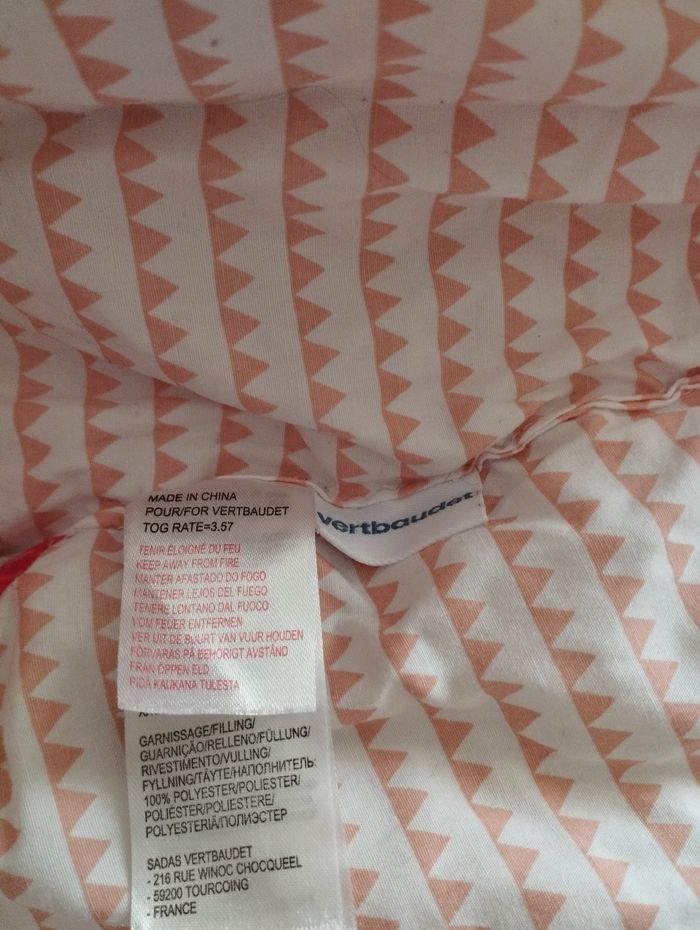 MADE IN CHINA
POUR/FOR VERTBAUDET
TOG RATE=3.57
vertbaudet
TENIR ÉLOIGNÉ DU FEU
KEEP AWAY FROM FIRE
MANTER AFASTADO DO FOGO
MANTENER LEJOS DEL FUEGO
TENERE LONTANO DAL FUOCO
VOM FEUER ENTFERNEN
VER UIT DE BUURT VAN VUUR HOUDEN
FÖRVARAS PÅ BEHÖRIGT AVSTÅND
FRÅN ÖPPEN ELD
PIDÄ KAUKANA TULESTA
GARNISSAGE/FILLING/
GUARNIÇÃO/RELLENO/FÜLLUNG/
RIVESTIMENTO/VULLING/
FYLLNING/TÄYTE/НАПОЛНИТЕЛЬ:
100% POLYESTER/POLIESTER/
POLIÉSTER/POLIESTERE/
POLYESTERIÄ/ПОЛИЭСТЕР
SADAS VERTBAUDET
- 216 RUE WINOC CHOCQUEEL
- 59200 TOURCOING
- FRANCE